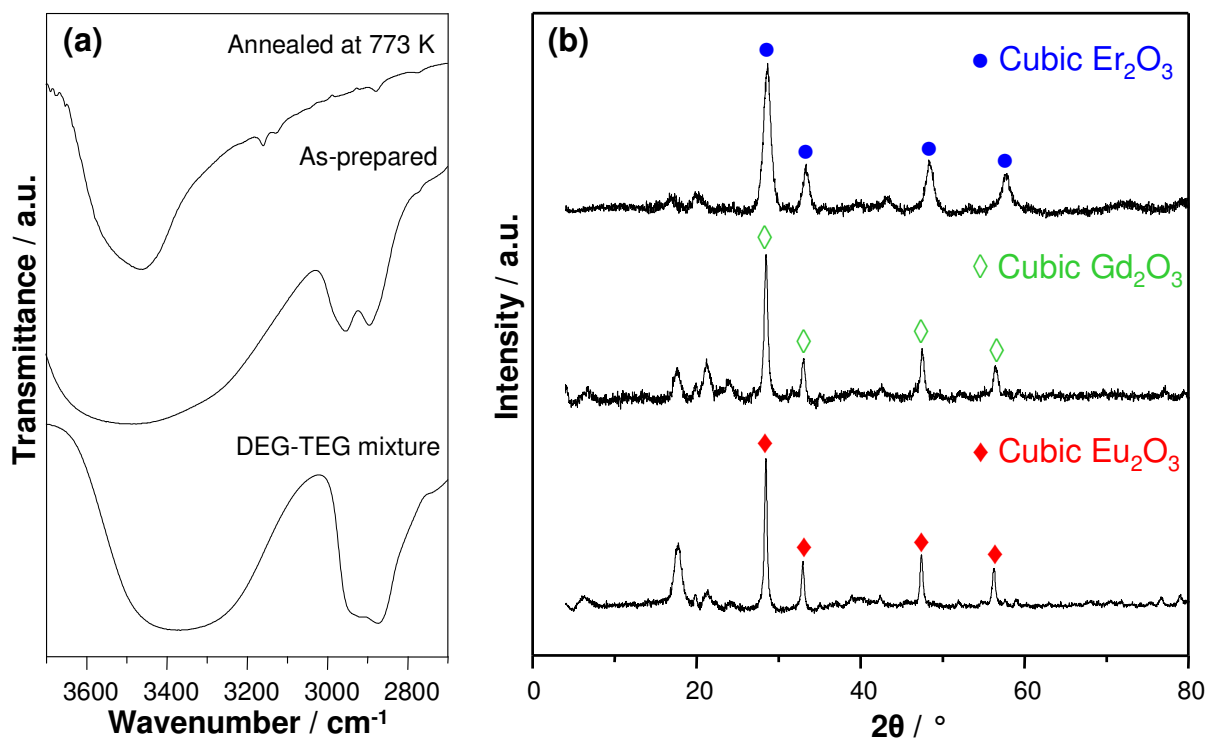 (a)
Annealed at 773 K
As-prepared
DEG-TEG mixture
Transmittance / a.u.
3600 3400 3200 3000 2800
Wavenumber / cm⁻¹
(b)
Cubic Er₂O₃
Cubic Gd₂O₃
Cubic Eu₂O₃
Intensity / a.u.
0 20 40 60 80
2θ / °